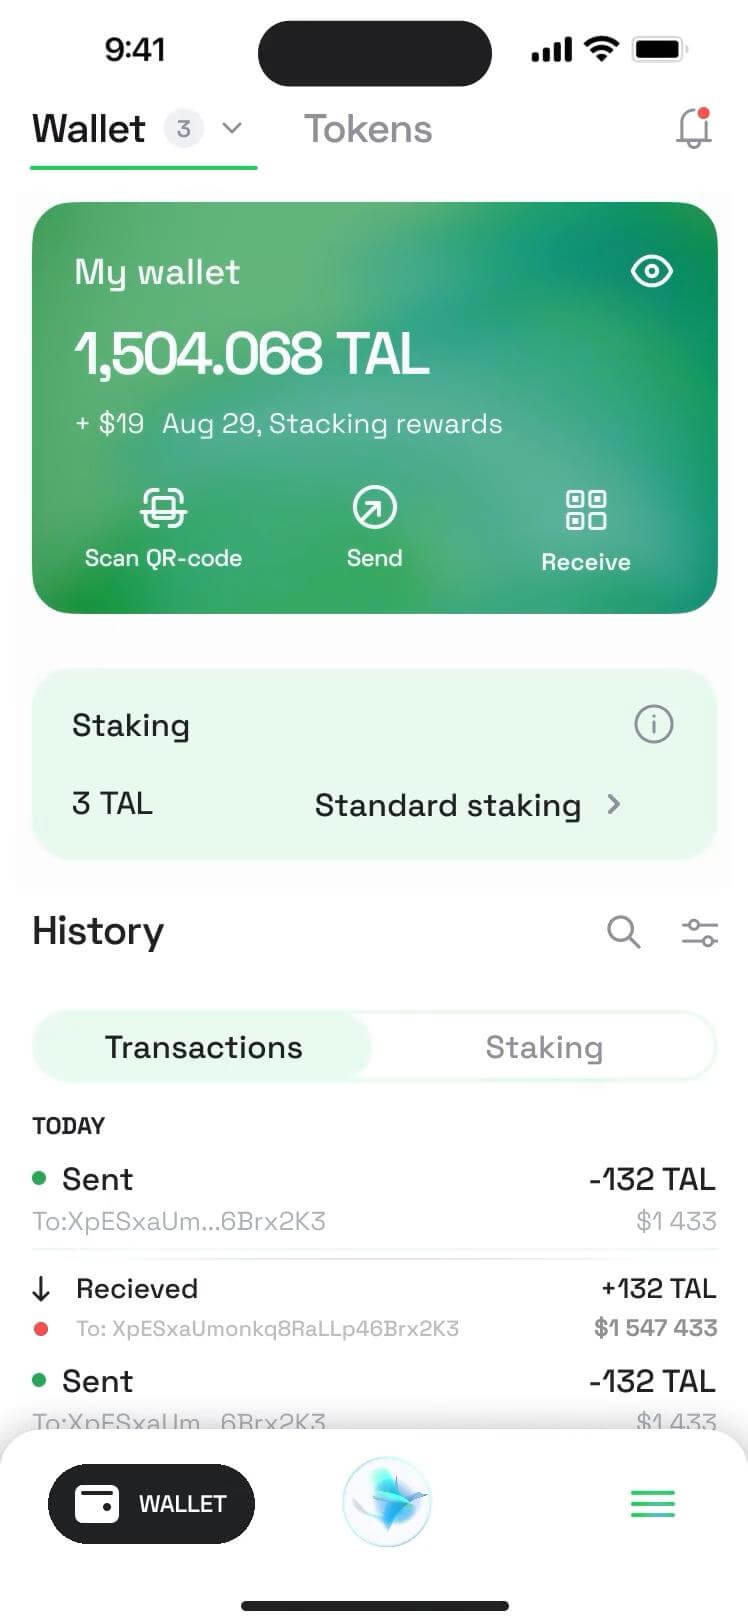 9:41
Wallet 3 Tokens
My wallet
1,504.068 TAL
+ $19 Aug 29, Stacking rewards
Scan QR-code Send Receive
Staking
3 TAL Standard staking
History
Transactions Staking
TODAY
Sent -132 TAL
To:XpESxaUm...6Brx2K3 $1 433
Recieved +132 TAL
To: XpESxaUmonkq8RaLLp46Brx2K3 $1 547 433
Sent -132 TAL
To:XpESxaUm...6Brx2K3 $1 433
WALLET